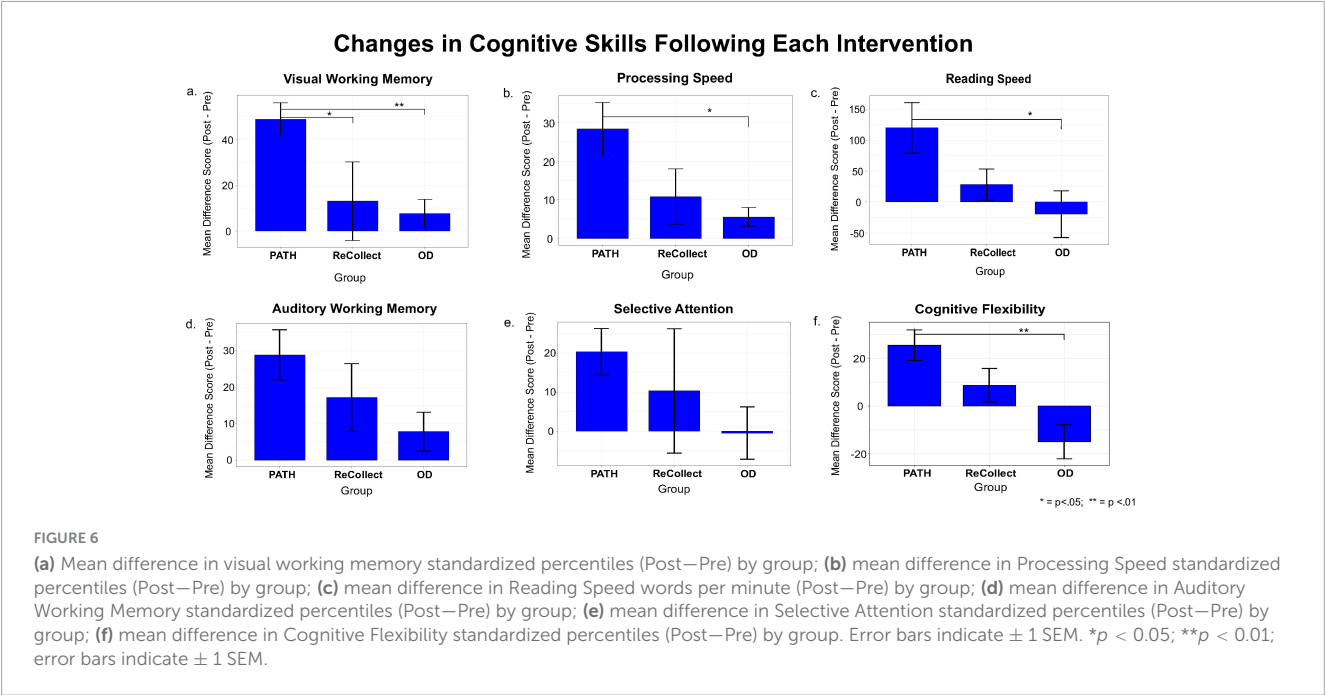 Changes in Cognitive Skills Following Each Intervention
Visual Working Memory
a.
Mean Difference Score (Post - Pre)
40
20
0
*
**
PATH
ReCollect
OD
Group
Processing Speed
b.
Mean Difference Score (Post - Pre)
30
20
10
0
*
PATH
ReCollect
OD
Group
Reading Speed
c.
Mean Difference Score (Post - Pre)
150
100
50
0
-50
*
PATH
ReCollect
OD
Group
Auditory Working Memory
d.
Mean Difference Score (Post - Pre)
30
20
10
0
PATH
ReCollect
OD
Group
Selective Attention
e.
Mean Difference Score (Post - Pre)
20
10
0
PATH
ReCollect
OD
Group
Cognitive Flexibility
f.
Mean Difference Score (Post - Pre)
20
0
-20
**
PATH
ReCollect
OD
Group
* = p<.05; ** = p <.01
FIGURE 6
(a) Mean difference in visual working memory standardized percentiles (Post—Pre) by group; (b) mean difference in Processing Speed standardized
percentiles (Post—Pre) by group; (c) mean difference in Reading Speed words per minute (Post—Pre) by group; (d) mean difference in Auditory
Working Memory standardized percentiles (Post—Pre) by group; (e) mean difference in Selective Attention standardized percentiles (Post—Pre) by
group; (f) mean difference in Cognitive Flexibility standardized percentiles (Post—Pre) by group. Error bars indicate ± 1 SEM. *p < 0.05; **p < 0.01;
error bars indicate ± 1 SEM.